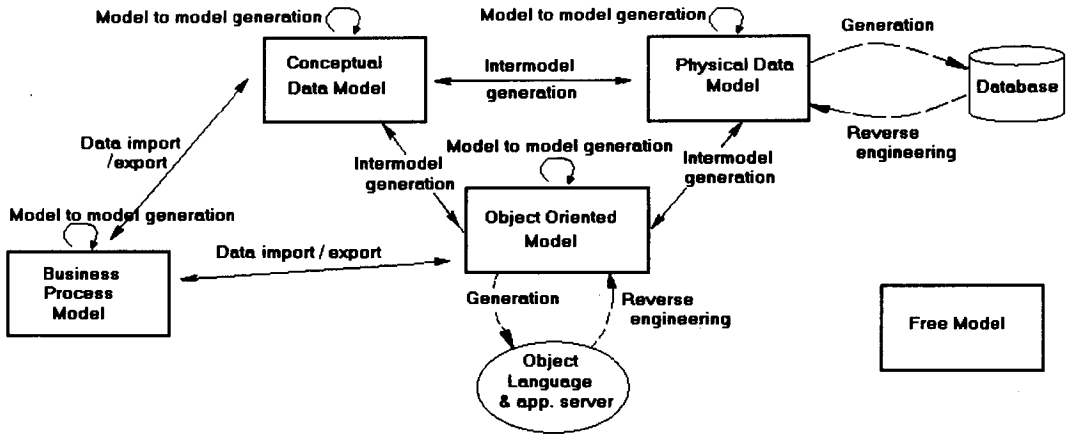 Model to model generation
Model to model generation
Generation
Conceptual
Data Model
Intermodel
generation
Physical Data
Model
Database
Reverse
engineering
Data import
/export
Model to model generation
Intermodel
generation
Intermodel
generation
Model to model generation
Object Oriented
Model
Data import / export
Business
Process
Model
Generation
Reverse
engineering
Free Model
Object
Language
& app. server